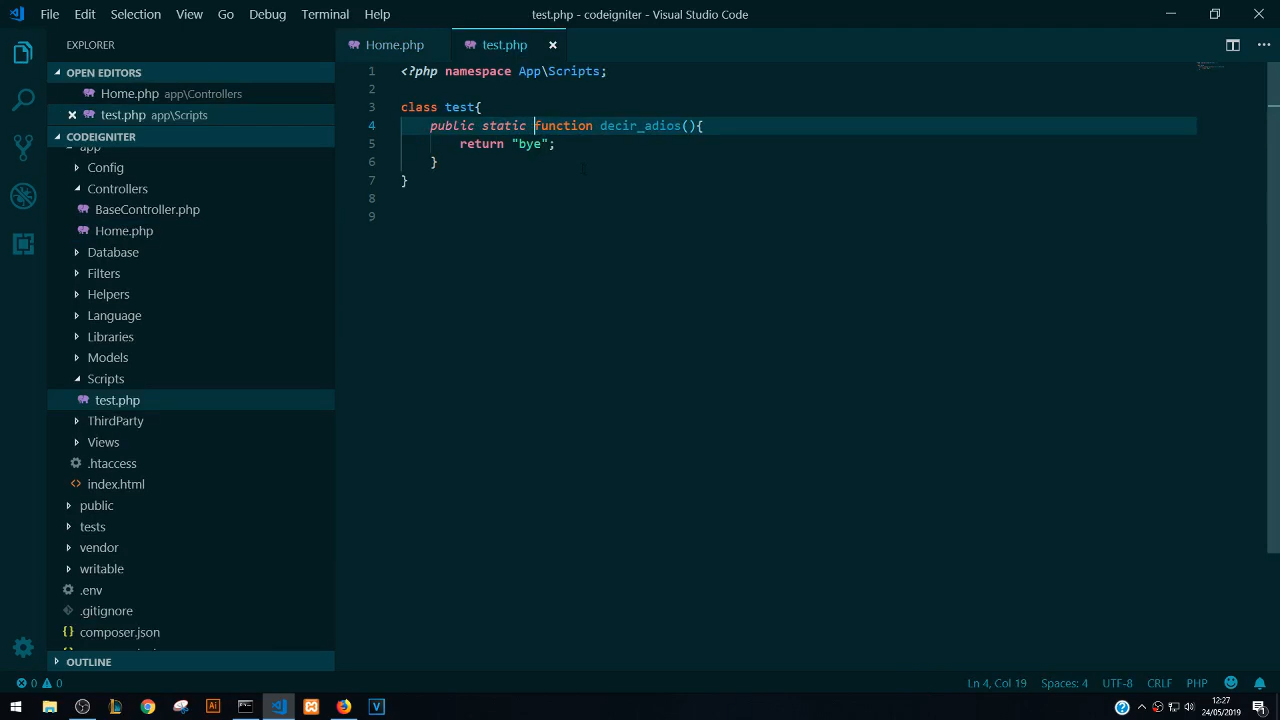 File Edit Selection View Go Debug Terminal Help test.php - codeigniter - Visual Studio Code
EXPLORER
OPEN EDITORS
Home.php app\Controllers
test.php app\Scripts
CODEIGNITER
app
Config
Controllers
BaseController.php
Home.php
Database
Filters
Helpers
Language
Libraries
Models
Scripts
test.php
ThirdParty
Views
.htaccess
index.html
public
tests
vendor
writable
.env
.gitignore
composer.json
OUTLINE
Home.php test.php
1 <?php namespace App\Scripts;
2
3 class test{
4 public static function decir_adios(){
5 return "bye";
6 }
7 }
8
9
0 0 Ln 4, Col 19 Spaces: 4 UTF-8 CRLF PHP
Ai V 12:27
24/05/2019 1